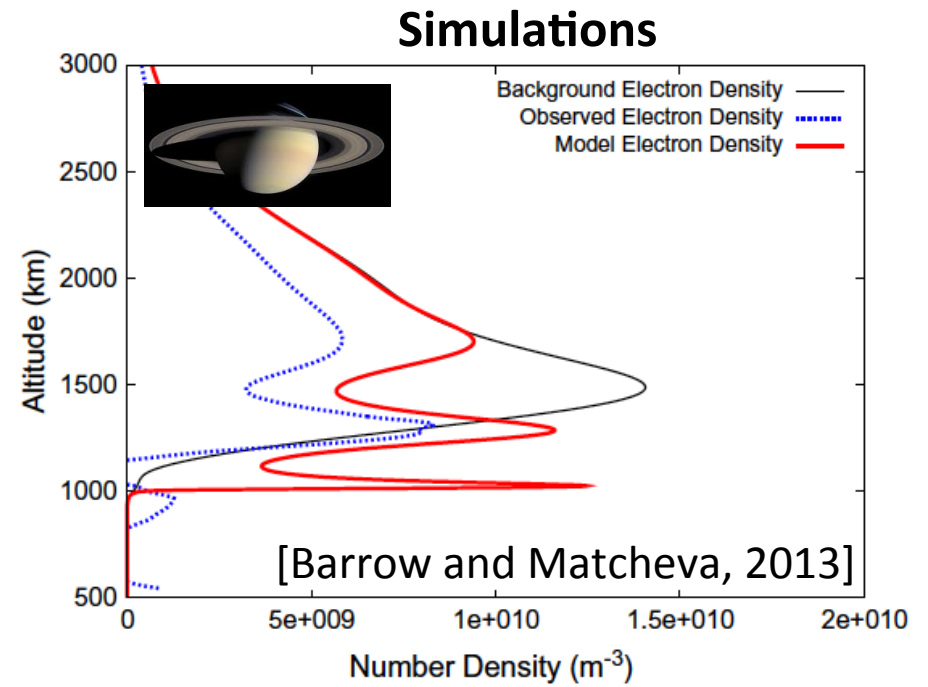 Simulations
3000
2500
2000
1500
1000
500
Altitude (km)
Background Electron Density
Observed Electron Density
Model Electron Density
[Barrow and Matcheva, 2013]
0 5e+009 1e+010 1.5e+010 2e+010
Number Density (m⁻³)